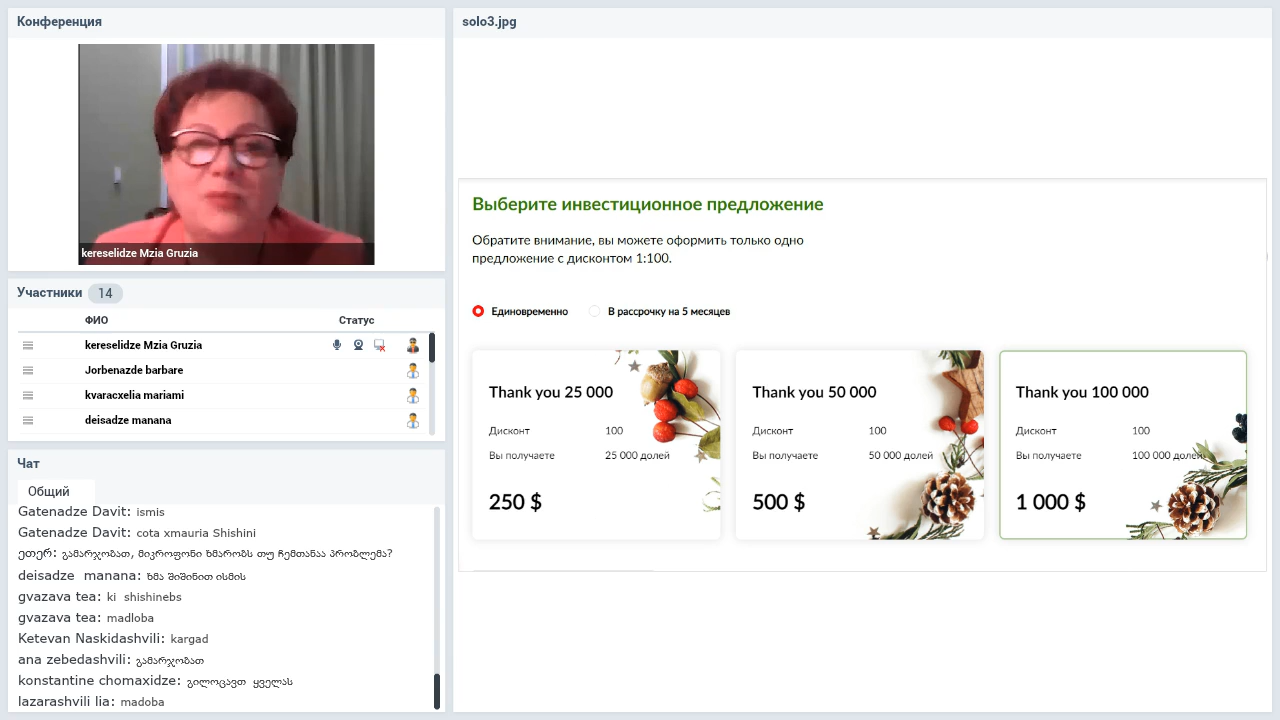 Конференция
kereselidze Mzia Gruzia
Участники 14
ФИО Статус
kereselidze Mzia Gruzia
Jorbenazde barbare
kvaracxelia mariami
deisadze manana
Чат
Общий
Gatenadze Davit: ismis
Gatenadze Davit: cota xmauria Shishini
ეთერ: გამარჯობათ, მიკროფონი ხმარობს თუ ჩემთანაა პრობლემა?
deisadze manana: ხმა შიშინით ისმის
gvazava tea: ki shishinebs
gvazava tea: madloba
Ketevan Naskidashvili: kargad
ana zebedashvili: გამარჯობათ
konstantine chomaxidze: გილოცავთ ყველას
lazarashvili lia: madoba
solo3.jpg
Выберите инвестиционное предложение
Обратите внимание, вы можете оформить только одно
предложение с дисконтом 1:100.
Единовременно В рассрочку на 5 месяцев
Thank you 25 000
Дисконт 100
Вы получаете 25 000 долей
250 $
Thank you 50 000
Дисконт 100
Вы получаете 50 000 долей
500 $
Thank you 100 000
Дисконт 100
Вы получаете 100 000 долей
1 000 $